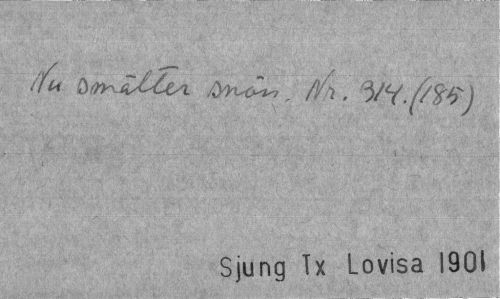 Nu smälter snön. Nr. 314. (185)
Sjung Tx Lovisa 1901